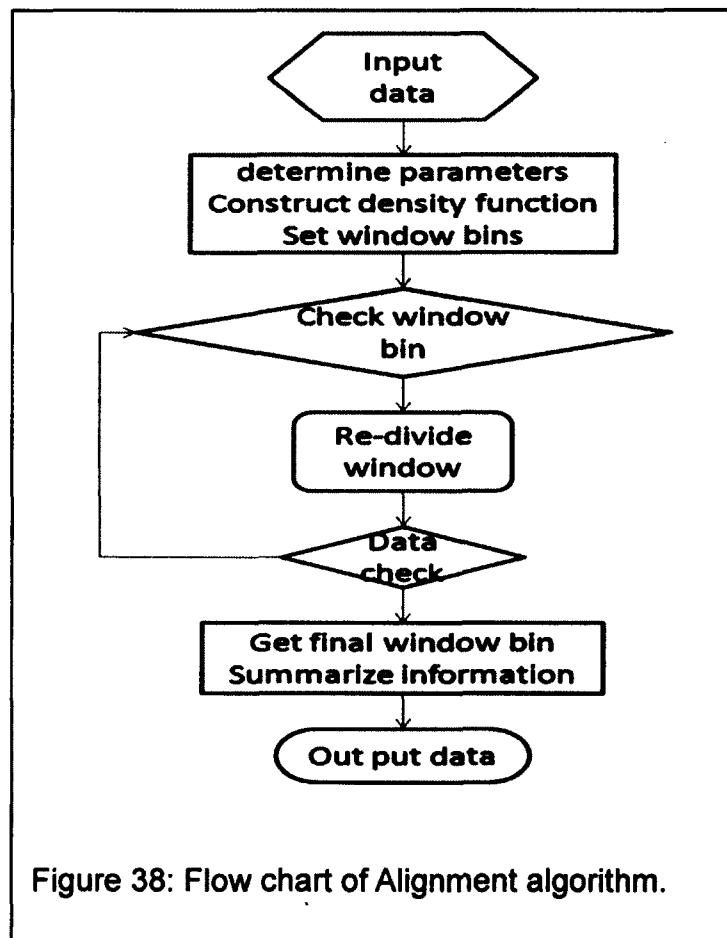 Input
data
determine parameters
Construct density function
Set window bins
Check window
bin
Re-divide
window
Data
check
Get final window bin
Summarize information
Out put data
Figure 38: Flow chart of Alignment algorithm.